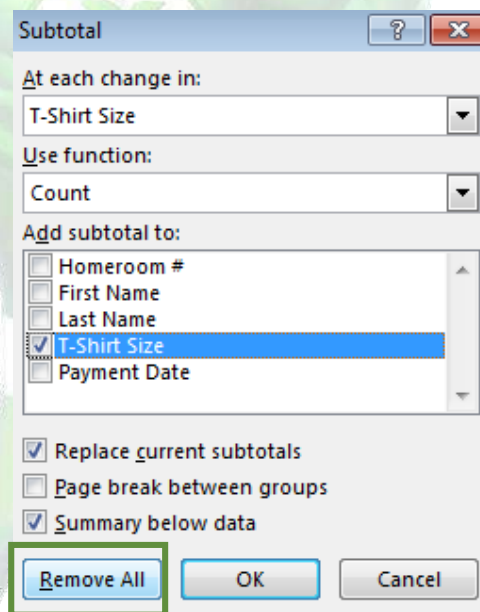 Subtotal ?
At each change in:
T-Shirt Size
Use function:
Count
Add subtotal to:
Homeroom #
First Name
Last Name
T-Shirt Size
Payment Date
Replace current subtotals
Page break between groups
Summary below data
Remove All OK Cancel